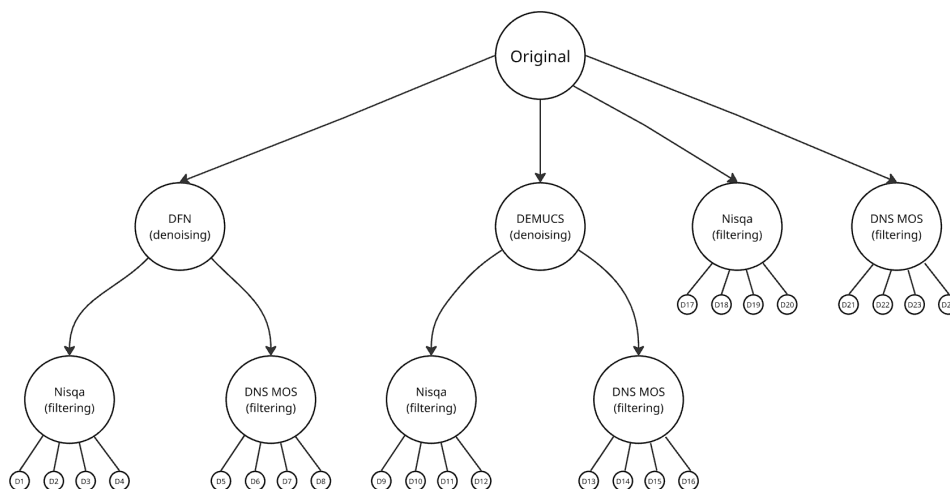 Original
DFN
(denoising)
DEMUCS
(denoising)
Nisqa
(filtering)
DNS MOS
(filtering)
D17
D18
D19
D20
D21
D22
D23
Nisqa
(filtering)
DNS MOS
(filtering)
Nisqa
(filtering)
DNS MOS
(filtering)
D1
D2
D3
D4
D5
D6
D7
D8
D9
D10
D11
D12
D13
D14
D15
D16